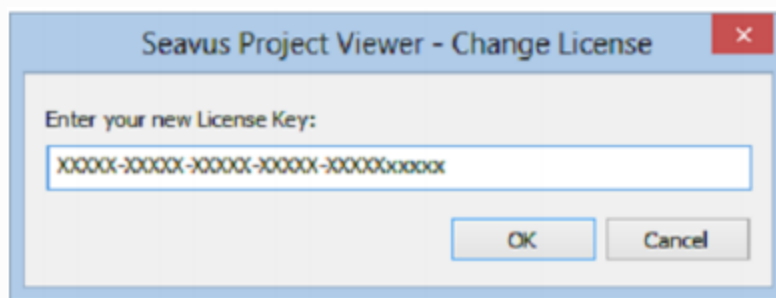 Seavus Project Viewer - Change License
Enter your new License Key:
XXXXX-XXXXX-XXXXX-XXXXX-XXXXXxxxxx
OK
Cancel